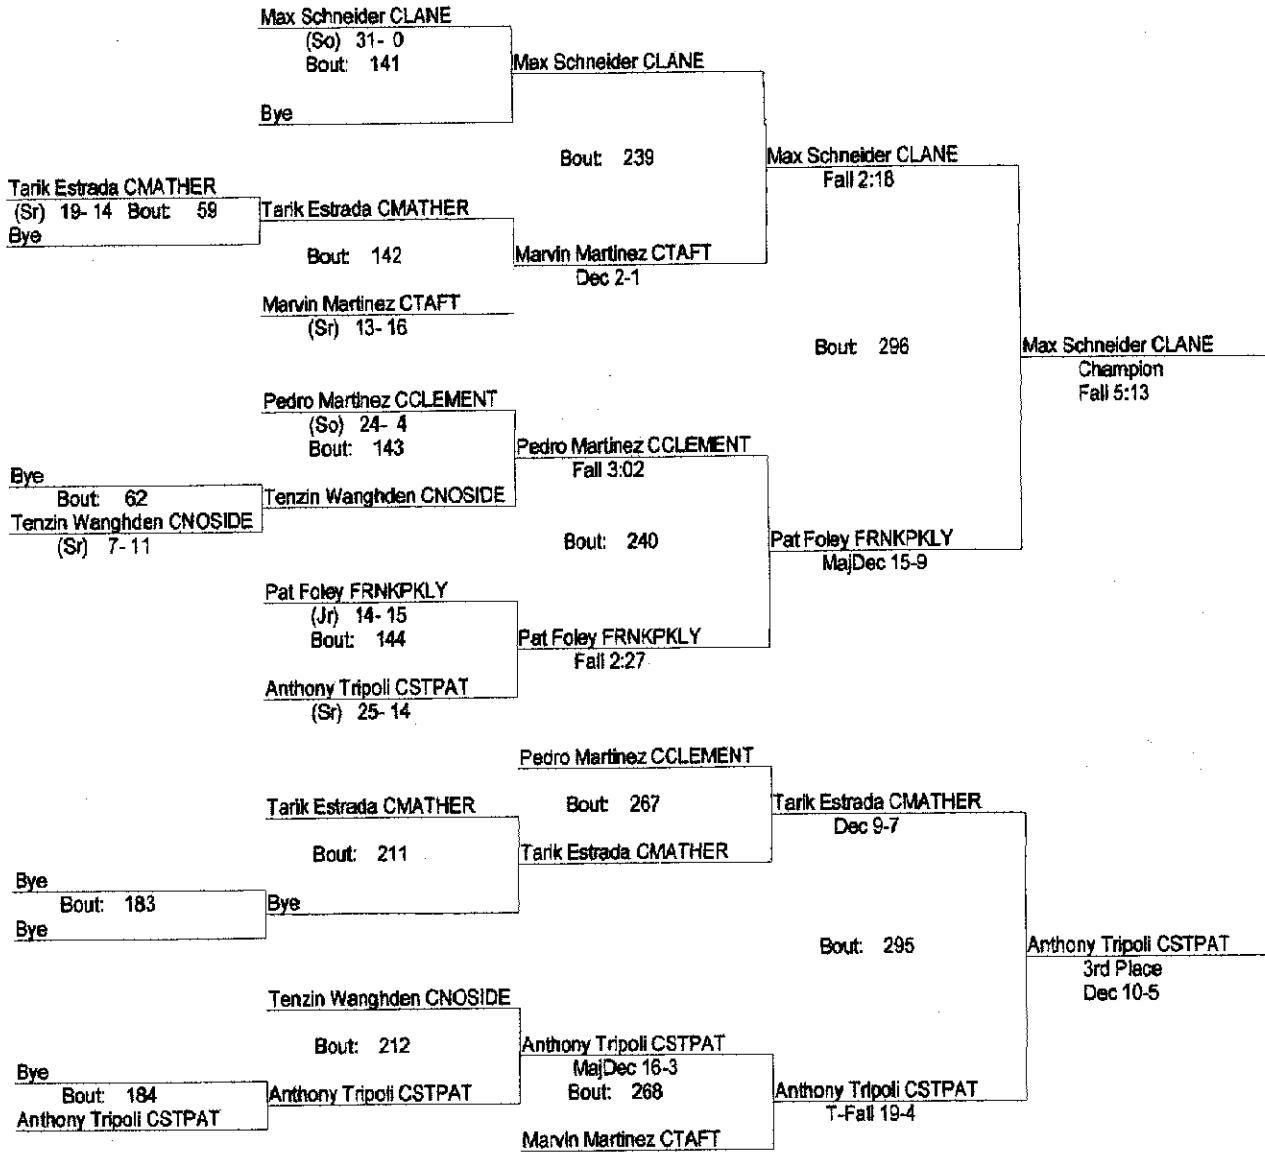 Max Schneider CLANE
(So) 31- 0
Bout: 141
Max Schneider CLANE
Bye
Bout: 239
Max Schneider CLANE
Fall 2:18
Tarik Estrada CMATHER
(Sr) 19- 14 Bout: 59
Bye
Tarik Estrada CMATHER
Bout: 142
Marvin Martinez CTAFT
Dec 2-1
Marvin Martinez CTAFT
(Sr) 13- 16
Bout: 296
Max Schneider CLANE
Champion
Fall 5:13
Pedro Martinez CCLEMENT
(So) 24- 4
Bout: 143
Pedro Martinez CCLEMENT
Fall 3:02
Bye
Bout: 62
Tenzin Wanghden CNOSIDE
(Sr) 7- 11
Tenzin Wanghden CNOSIDE
Bout: 240
Pat Foley FRNKPKLY
MajDec 15-9
Pat Foley FRNKPKLY
(Jr) 14- 15
Bout: 144
Pat Foley FRNKPKLY
Fall 2:27
Anthony Tripoli CSTPAT
(Sr) 25- 14
Pedro Martinez CCLEMENT
Bout: 267
Tarik Estrada CMATHER
Dec 9-7
Tarik Estrada CMATHER
Bout: 211
Tarik Estrada CMATHER
Bye
Bout: 183
Bye
Bye
Bout: 295
Anthony Tripoli CSTPAT
3rd Place
Dec 10-5
Tenzin Wanghden CNOSIDE
Bout: 212
Anthony Tripoli CSTPAT
MajDec 16-3
Bout: 268
Bye
Bout: 184
Anthony Tripoli CSTPAT
Anthony Tripoli CSTPAT
Anthony Tripoli CSTPAT
T-Fall 19-4
Marvin Martinez CTAFT